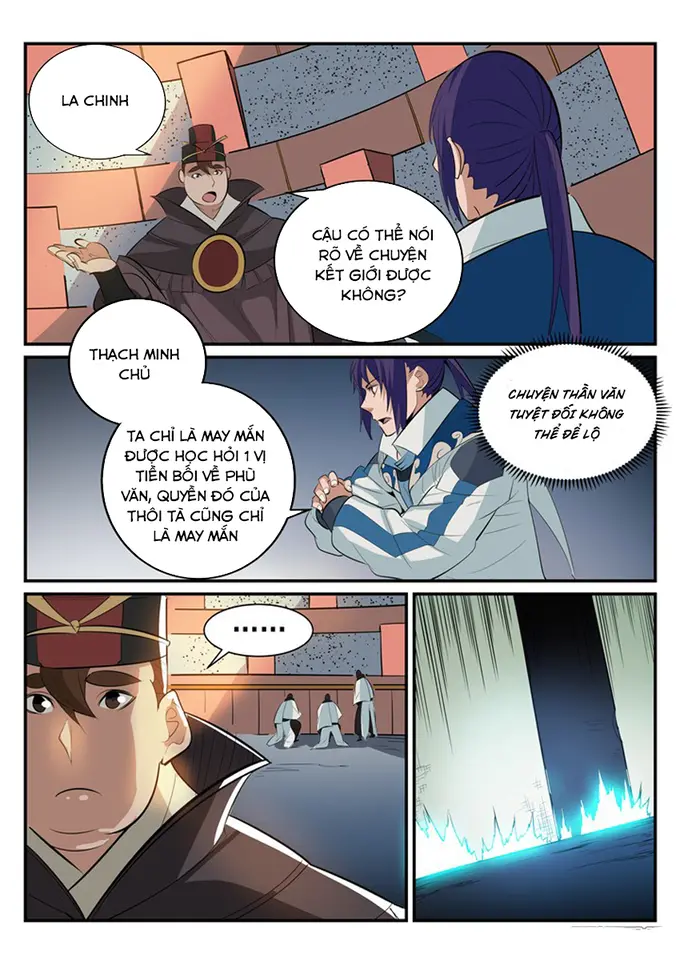 LA CHINH
CẬU CÓ THỂ NÓI
RÕ VỀ CHUYỆN
KẾT GIỚI ĐƯỢC
KHÔNG?
THẠCH MINH
CHỦ
TA CHỈ LÀ MAY MẮN
ĐƯỢC HỌC HỎI 1 VỊ
TIỀN BỐI VỀ PHÙ
VĂN, QUYỀN ĐÓ CỦA
THÔI TÀ CŨNG CHỈ
LÀ MAY MẮN
CHUYỆN THẦN VĂN
TUYỆT ĐỐI KHÔNG
THỂ ĐỂ LỘ
......